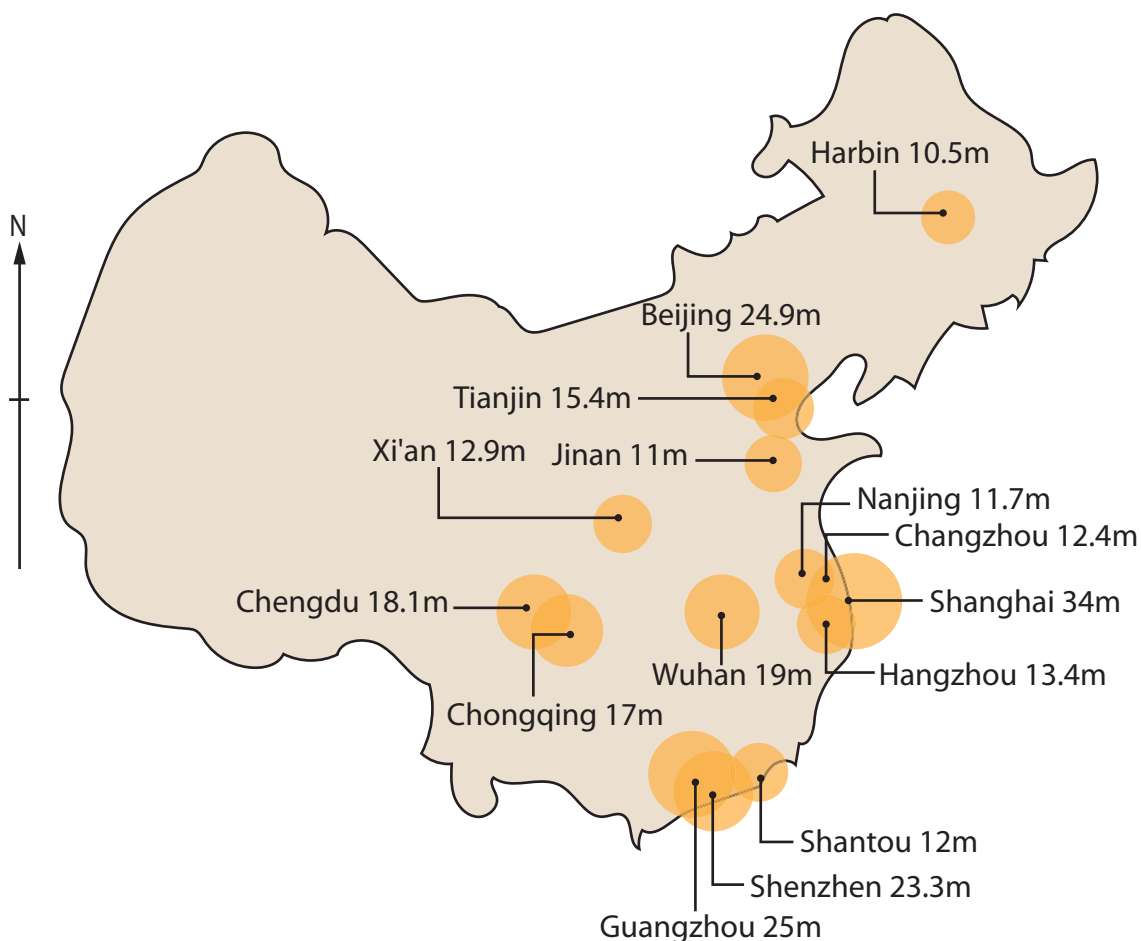 Harbin 10.5m
N
Beijing 24.9m
Tianjin 15.4m
Xi'an 12.9m
Jinan 11m
Nanjing 11.7m
Changzhou 12.4m
Chengdu 18.1m
Shanghai 34m
Wuhan 19m
Hangzhou 13.4m
Chongqing 17m
Shantou 12m
Shenzhen 23.3m
Guangzhou 25m